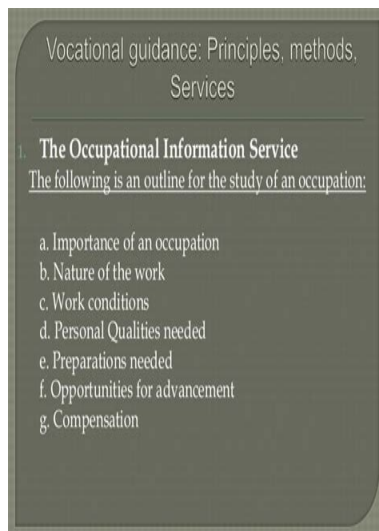 Vocational guidance: Principles, methods,
Services
1. The Occupational Information Service
The following is an outline for the study of an occupation:
a. Importance of an occupation
b. Nature of the work
c. Work conditions
d. Personal Qualities needed
e. Preparations needed
f. Opportunities for advancement
g. Compensation